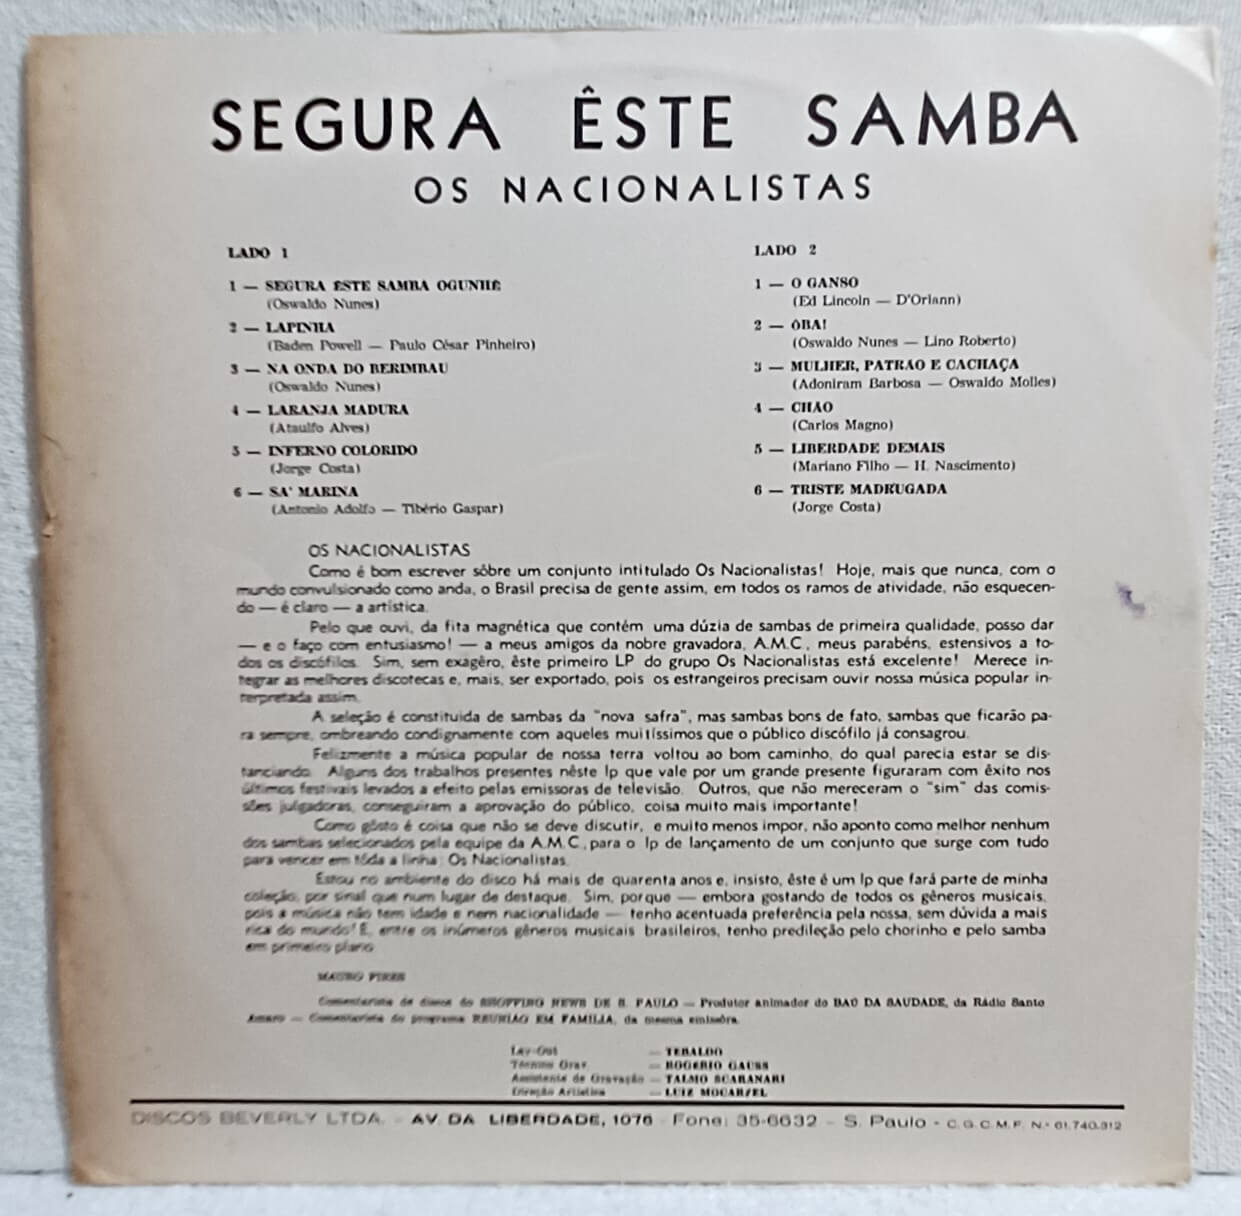 SEGURA ÊSTE SAMBA
OS NACIONALISTAS
LADO 1
1 — SEGURA ÊSTE SAMBA OGUNHÊ
(Oswaldo Nunes)
2 — LAPINHA
(Baden Powell — Paulo César Pinheiro)
3 — NA ONDA DO BERIMBAU
(Oswaldo Nunes)
4 — LARANJA MADURA
(Ataulfo Alves)
5 — INFERNO COLORIDO
(Jorge Costa)
6 — SA' MARINA
(Antonio Adolfo — Tibério Gaspar)
LADO 2
1 — O GANSO
(Ed Lincoln — D'Oriann)
2 — ÔBA!
(Oswaldo Nunes — Lino Roberto)
3 — MULHER, PATRAO E CACHAÇA
(Adoniram Barbosa — Oswaldo Molles)
4 — CHAO
(Carlos Magno)
5 — LIBERDADE DEMAIS
(Mariano Filho — H. Nascimento)
6 — TRISTE MADRUGADA
(Jorge Costa)
OS NACIONALISTAS
Como é bom escrever sôbre um conjunto intitulado Os Nacionalistas! Hoje, mais que nunca, com o
mundo convulsionado como anda, o Brasil precisa de gente assim, em todos os ramos de atividade, não esquecen-
do — é claro — a artística.
Pelo que ouvi, da fita magnética que contém uma dúzia de sambas de primeira qualidade, posso dar
— e o faço com entusiasmo! — a meus amigos da nobre gravadora, A.M.C, meus parabéns, estensivos a to-
dos os discófilos. Sim, sem exagêro, êste primeiro LP do grupo Os Nacionalistas está excelente! Merece in-
tegrar as melhores discotecas e, mais, ser exportado, pois os estrangeiros precisam ouvir nossa música popular in-
terpretada assim.
A seleção é constituida de sambas da "nova safra", mas sambas bons de fato, sambas que ficarão pa-
ra sempre, ombreando condignamente com aqueles muitíssimos que o público discófilo já consagrou.
Felizmente a música popular de nossa terra voltou ao bom caminho, do qual parecia estar se dis-
tanciando. Alguns dos trabalhos presentes nêste lp que vale por um grande presente figuraram com êxito nos
últimos festivais levados a efeito pelas emissoras de televisão. Outros, que não mereceram o "sim" das comis-
sões julgadoras, conseguiram a aprovação do público, coisa muito mais importante!
Como gôsto é coisa que não se deve discutir, e muito menos impor, não aponto como melhor nenhum
dos sambas selecionados pela equipe da A.M.C, para o lp de lançamento de um conjunto que surge com tudo
para vencer em tôda a linha: Os Nacionalistas.
Estou no ambiente do disco há mais de quarenta anos e, insisto, êste é um lp que fará parte de minha
coleção, por sinal que num lugar de destaque. Sim, porque — embora gostando de todos os gêneros musicais,
pois a música não tem idade e nem nacionalidade — tenho acentuada preferência pela nossa, sem dúvida a mais
rica do mundo! E, entre os inúmeros gêneros musicais brasileiros, tenho predileção pelo chorinho e pelo samba
em primeiro plano.
MAURO PIRES
Comentarista de discos do SHOPPING NEWS DE S. PAULO — Produtor animador do BAÚ DA SAUDADE, da Rádio Santo
Amaro — Comentarista do programa REUNIÃO EM FAMILIA, da mesma emissôra.
Lay-Out — TEBALDO
Técnico Grav. — ROGERIO GAUSS
Assistente de Gravação — TALMO SCARANARI
Direção Artística — LUIZ MOCARZEL
DISCOS BEVERLY LTDA. - AV. DA LIBERDADE, 1076 - Fone: 35-6632 - S. Paulo - C. G. C. M. F. N.º 61.740.312